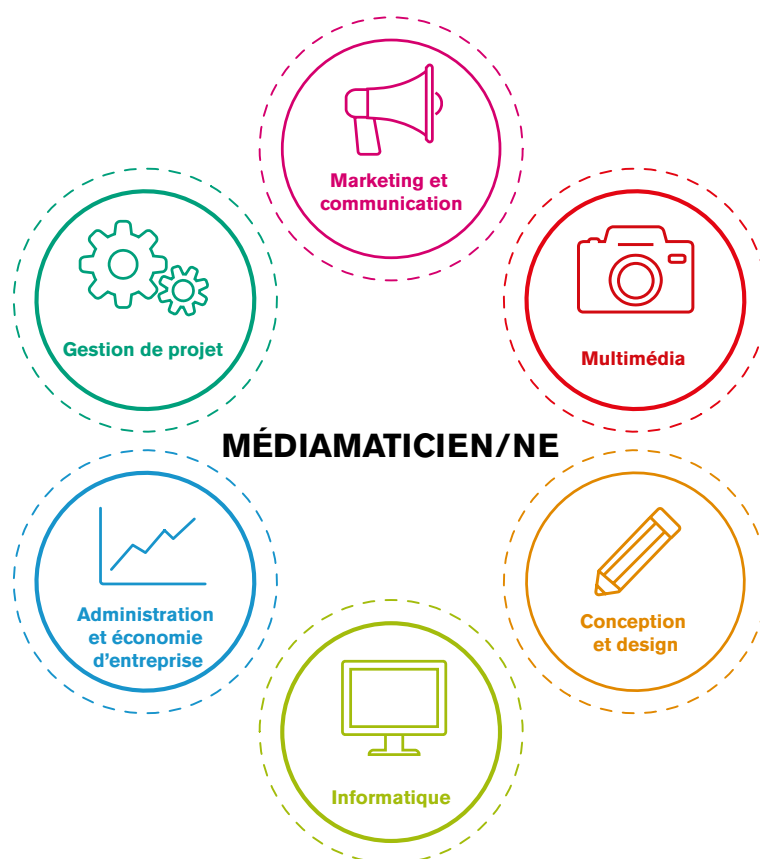 Marketing et
communication
Gestion de projet
Multimédia
MÉDIAMATICIEN/NE
Administration
et économie
d’entreprise
Conception
et design
Informatique